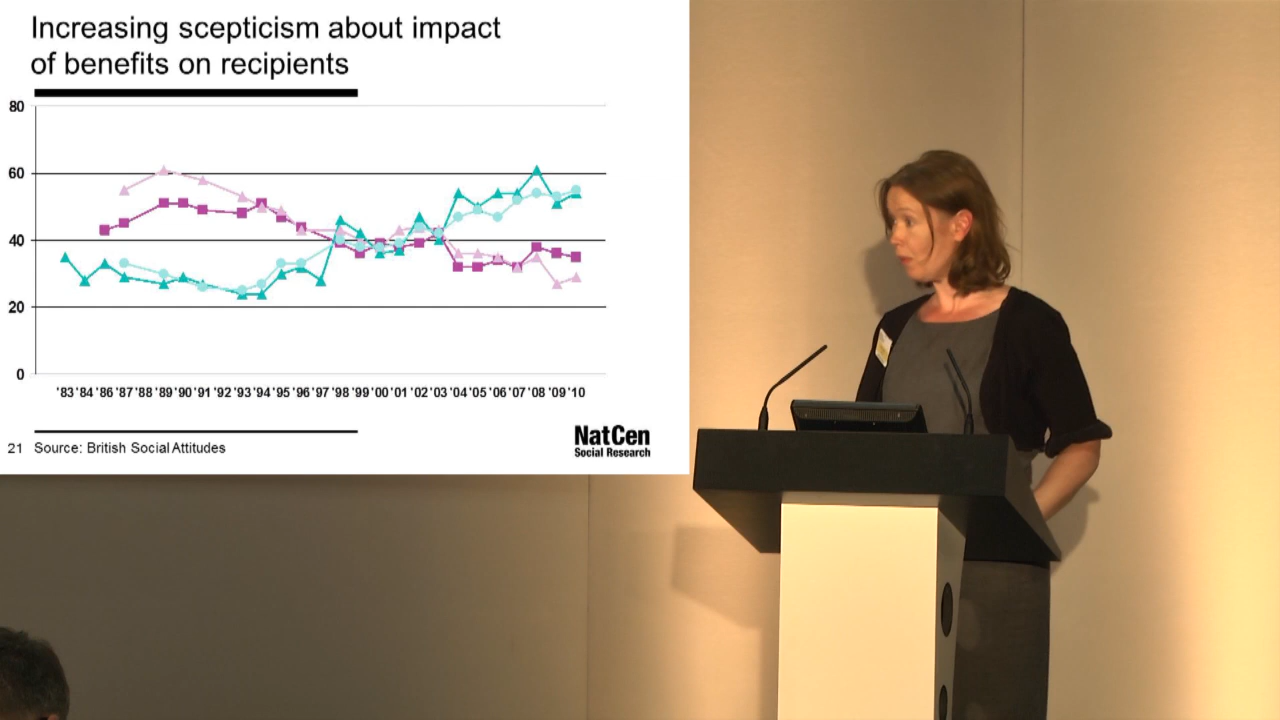 Increasing scepticism about impact
of benefits on recipients
80
60
40
20
0
'83 '84 '86 '87 '88 '89 '90 '91 '92 '93 '94 '95 '96 '97 '98 '99 '00 '01 '02 '03 '04 '05 '06 '07 '08 '09 '10
21 Source: British Social Attitudes
NatCen
Social Research